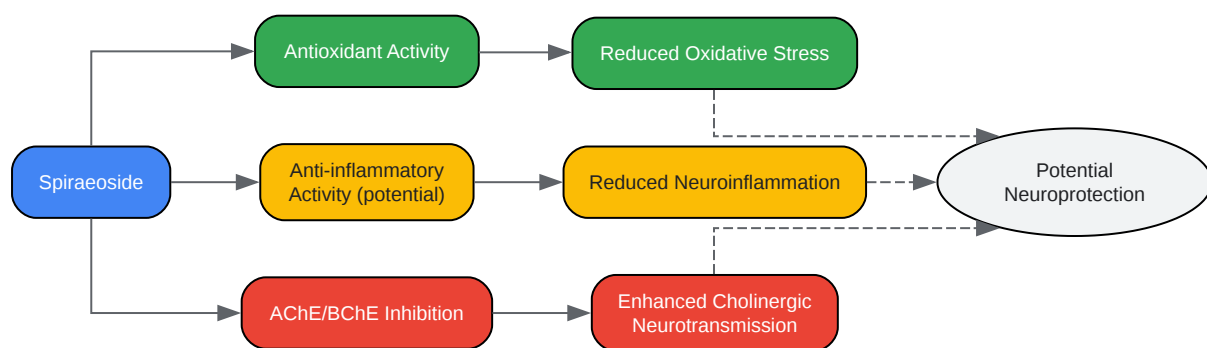 Antioxidant Activity
Reduced Oxidative Stress
Spiraeoside
Anti-inflammatory
Activity (potential)
Reduced Neuroinflammation
Potential
Neuroprotection
AChE/BChE Inhibition
Enhanced Cholinergic
Neurotransmission